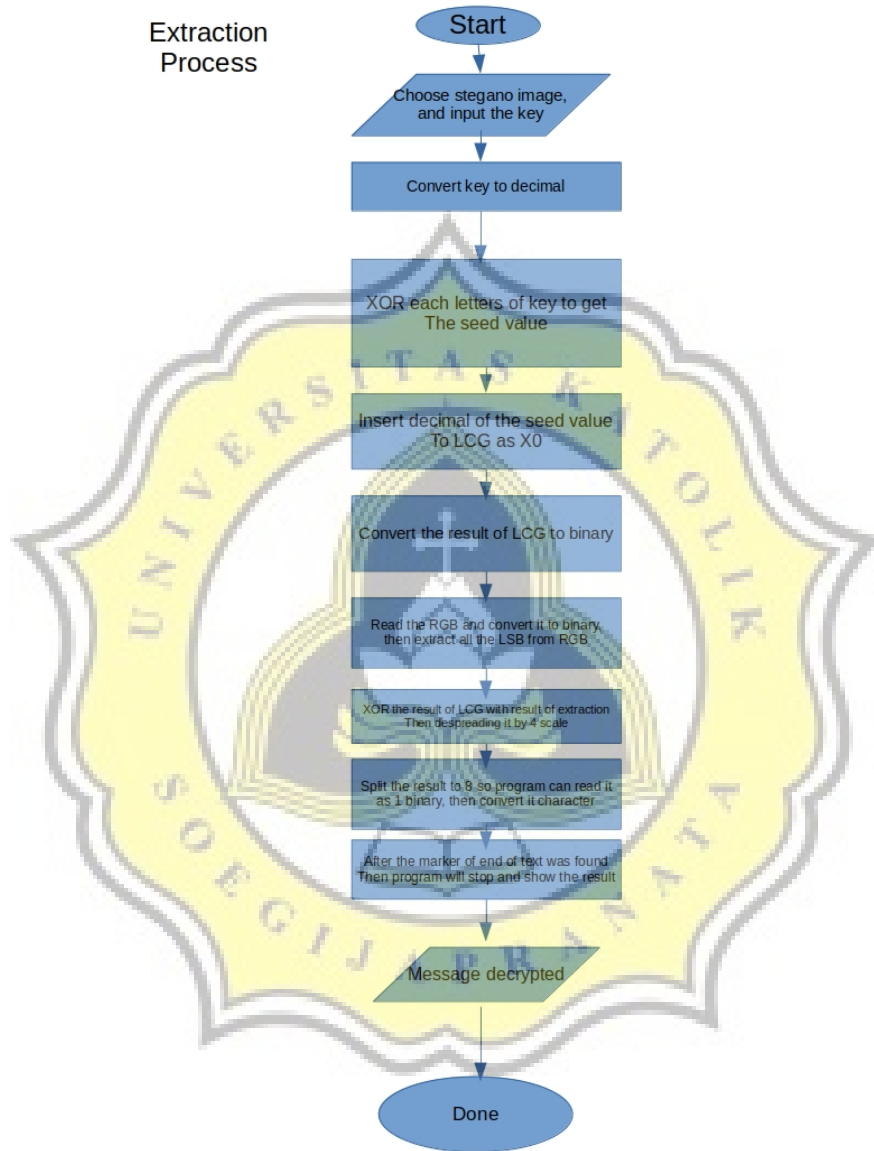 Extraction
Process
Start
Choose stegano image,
and input the key
Convert key to decimal
XOR each letters of key to get
The seed value
Insert decimal of the seed value
To LCG as X0
Convert the result of LCG to binary
Read the RGB and convert it to binary,
then extract all the LSB from RGB
XOR the result of LCG with result of extraction
Then despreading it by 4 scale
Split the result to 8 so program can read it
as 1 binary, then convert it character
After the marker of end of text was found
Then program will stop and show the result
Message decrypted
Done
UNIVERSITAS KATOLIK
SOEGIJAPRANATA